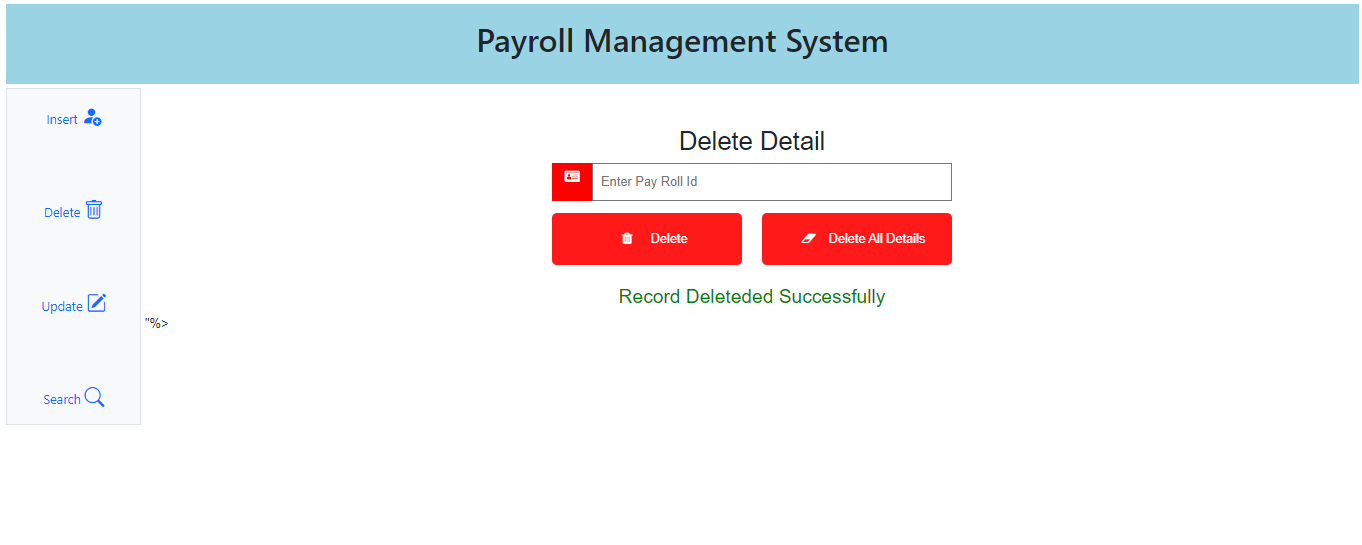 Payroll Management System
Insert
Delete
Update
Search
"%>
Delete Detail
Enter Pay Roll Id
Delete
Delete All Details
Record Deleteded Successfully